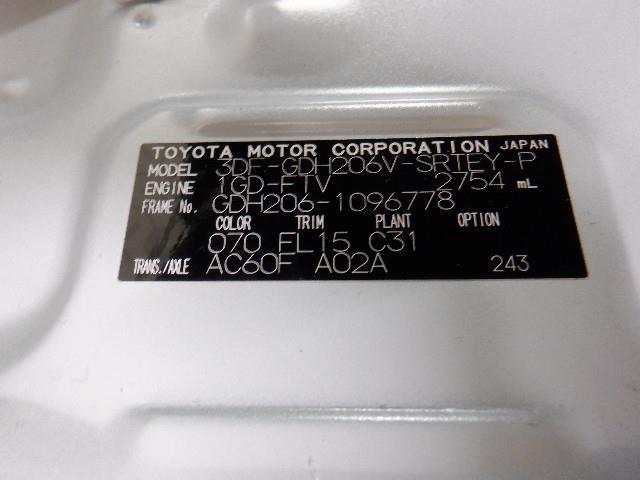 TOYOTA MOTOR CORPORATION JAPAN
MODEL 3DF-GDH206V-SRTEY-P
ENGINE 1GD-FTV 2754 mL
FRAME No. GDH206-1096778
COLOR TRIM PLANT OPTION
070 FL15 C31
TRANS./AXLE AC60F A02A 243